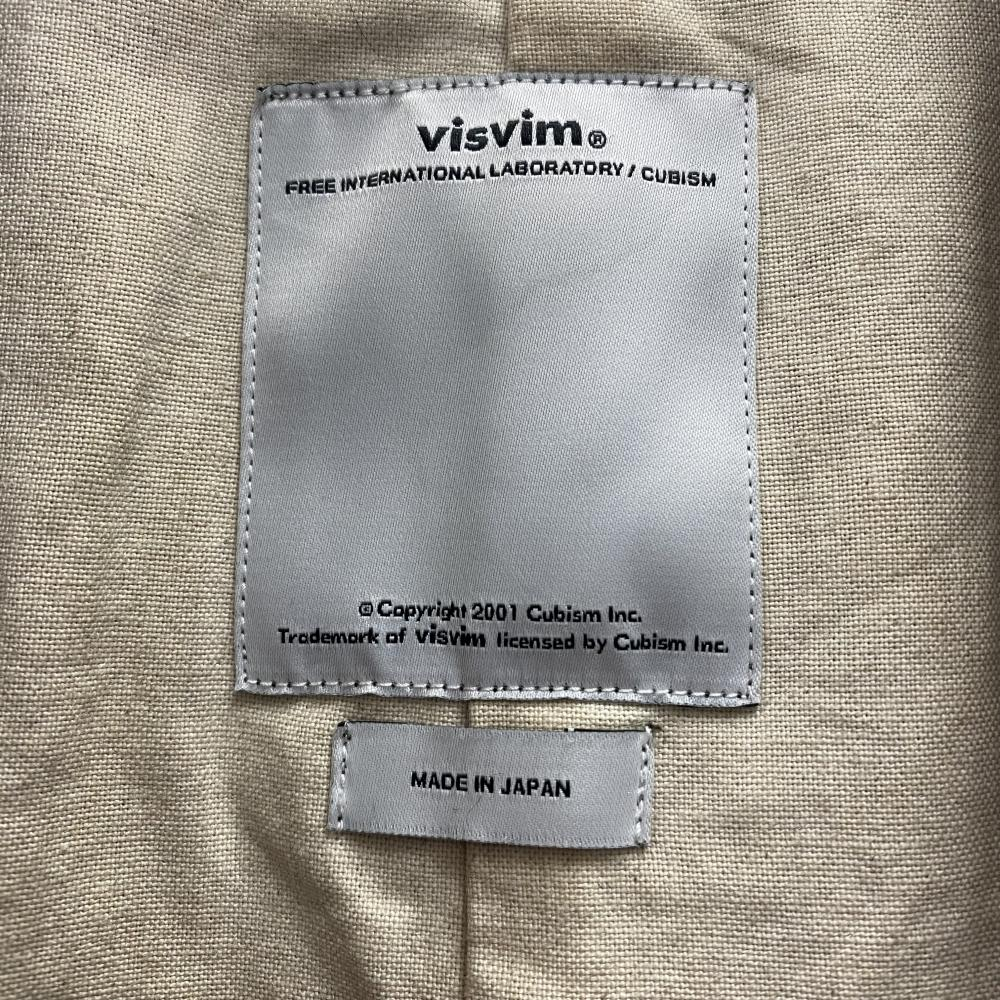 visvim®
FREE INTERNATIONAL LABORATORY / CUBISM
© Copyright 2001 Cubism Inc.
Trademark of visvim licensed by Cubism Inc.
MADE IN JAPAN